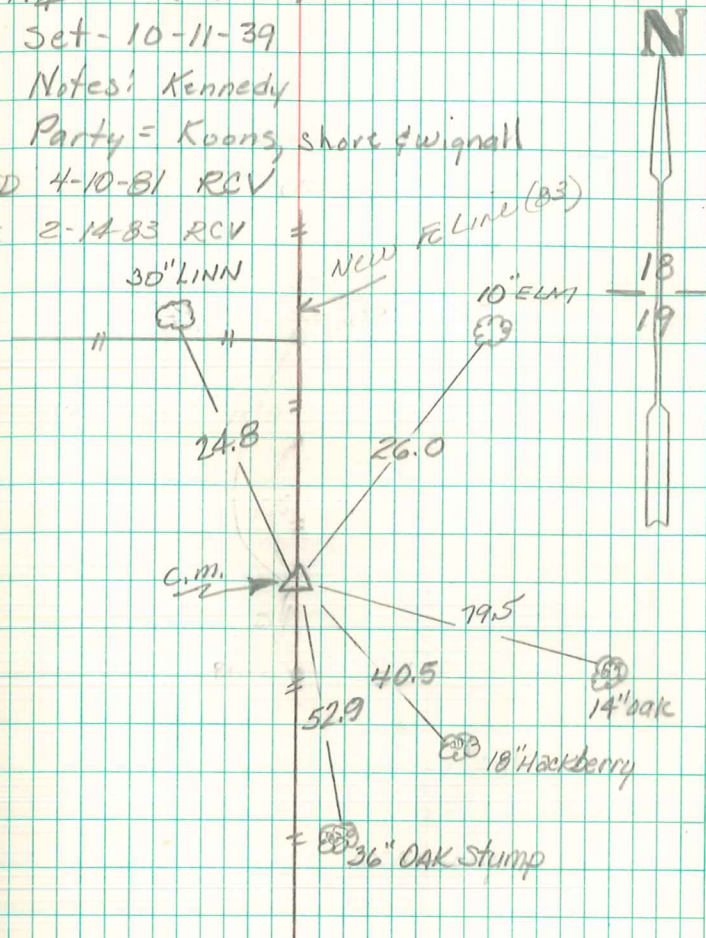 Set - 10-11-39
Notes: Kennedy
Party = Koons, Shore & Wignall
D 4-10-81 RCV
2-14-83 RCV
N
New Fc Line (83)
30" LINN
10" ELM
18
19
24.8
26.0
C.M.
79.5
40.5
52.9
14" Oak
18" Hackberry
36" OAK Stump